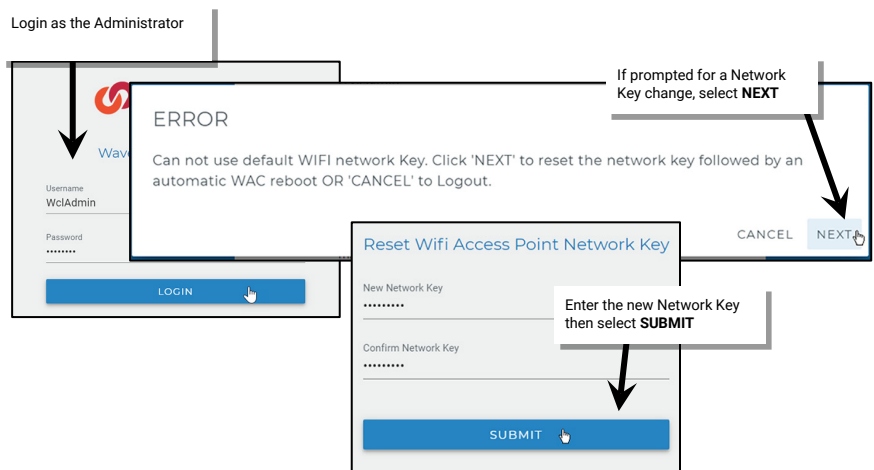 Login as the Administrator
If prompted for a Network
Key change, select NEXT
ERROR
Can not use default WIFI network Key. Click 'NEXT' to reset the network key followed by an
automatic WAC reboot OR 'CANCEL' to Logout.
CANCEL NEXT
Username
WclAdmin
Password
••••••••
LOGIN
Reset Wifi Access Point Network Key
New Network Key
•••••••••
Enter the new Network Key
then select SUBMIT
Confirm Network Key
•••••••••
SUBMIT